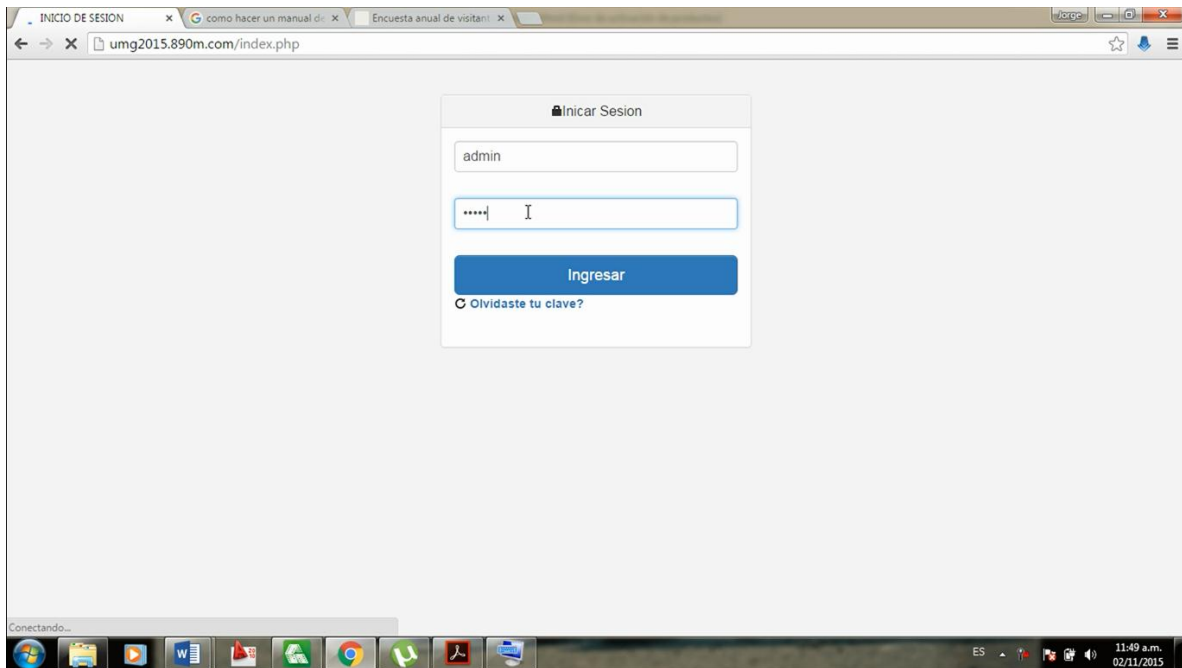 INICIO DE SESION
como hacer un manual de
Encuesta anual de visitant
Jorge
umg2015.890m.com/index.php
Inicar Sesion
admin
Ingresar
Olvidaste tu clave?
Conectando...
ES
11:49 a.m.
02/11/2015